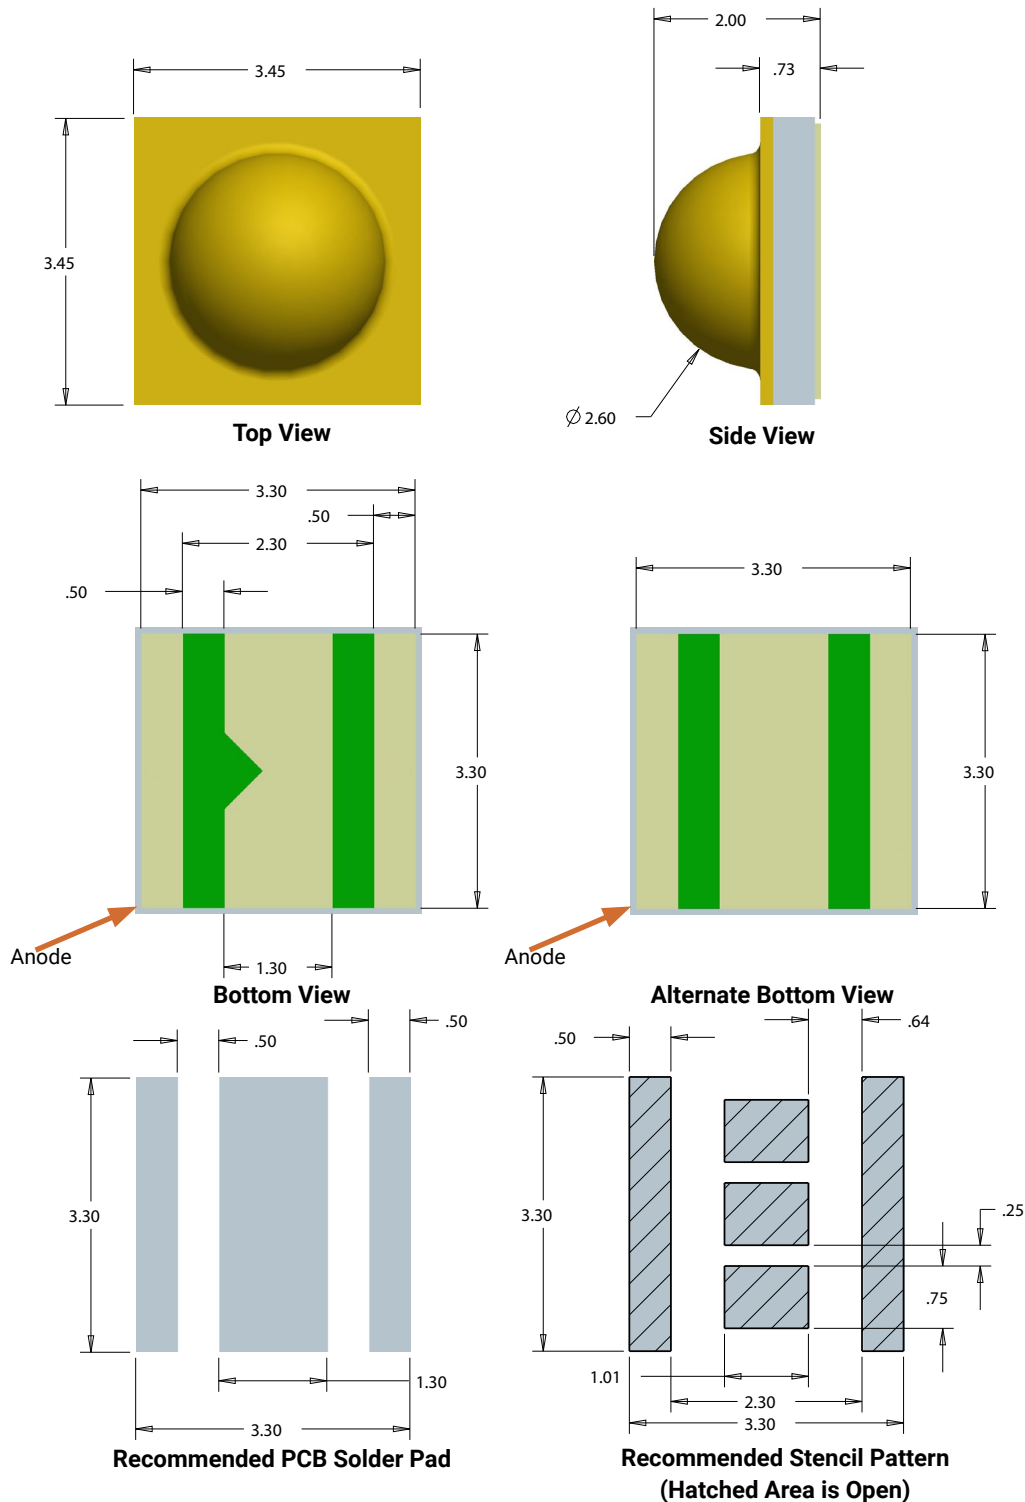 2.00
3.45
.73
3.45
Ø 2.60
Top View
Side View
3.30
.50
2.30
.50
3.30
3.30
3.30
Anode
Anode
1.30
Bottom View
Alternate Bottom View
.50
.50
.50
.64
3.30
3.30
.25
.75
1.30
1.01
2.30
3.30
3.30
Recommended PCB Solder Pad
Recommended Stencil Pattern
(Hatched Area is Open)